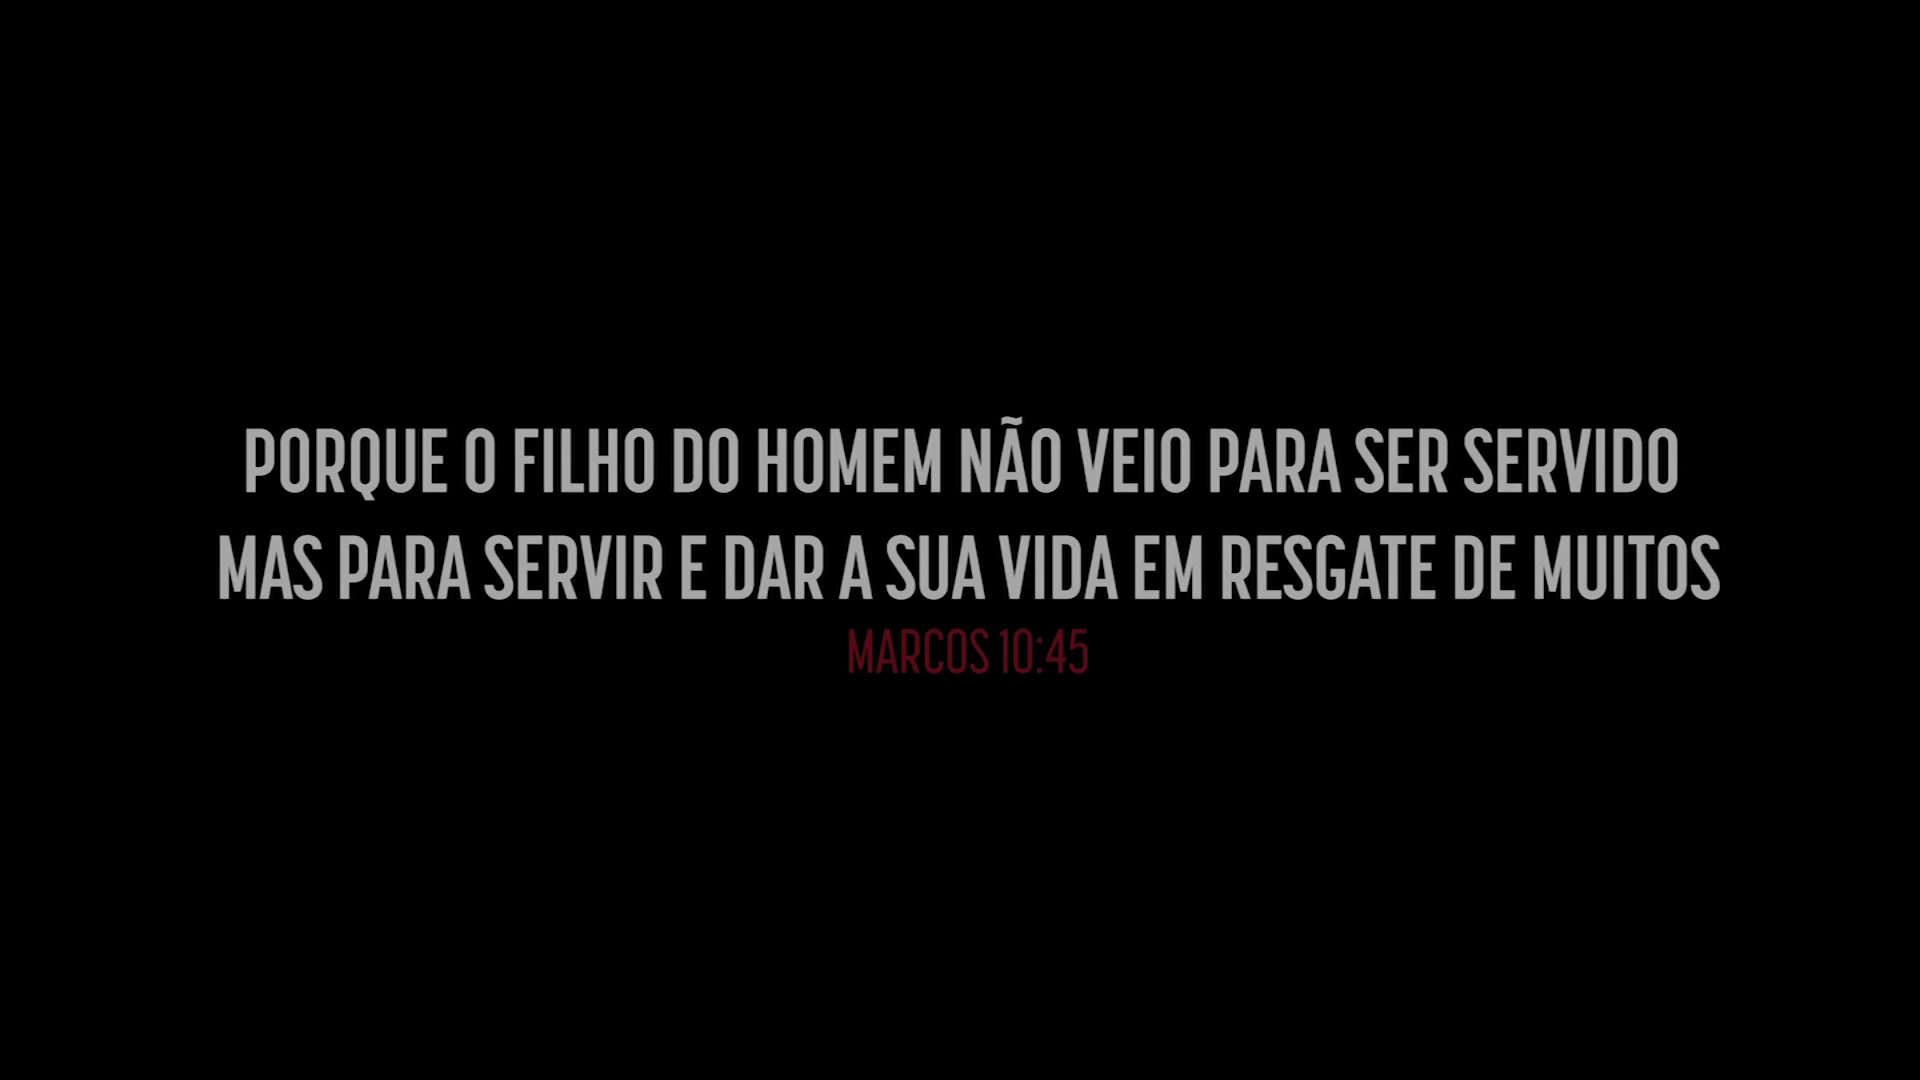 PORQUE O FILHO DO HOMEM NÃO VEIO PARA SER SERVIDO
MAS PARA SERVIR E DAR A SUA VIDA EM RESGATE DE MUITOS
MARCOS 10:45